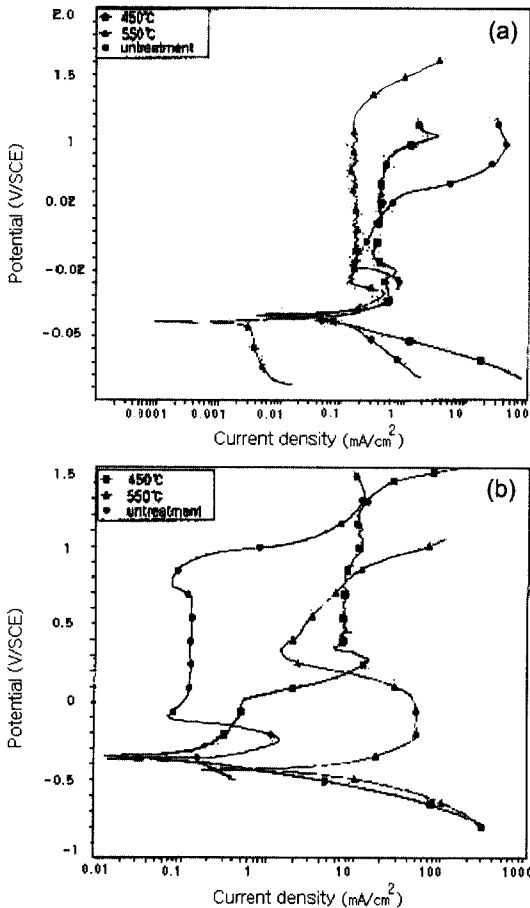 2.0
450℃
550℃
untreatment
(a)
1.5
1
0.02
-0.02
-0.05
Potential (V/SCE)
0.0001 0.001 0.01 0.1 1 10 100
Current density (mA/cm²)
1.5
450℃
550℃
untreatment
(b)
1
0.5
0
-0.5
-1
Potential (V/SCE)
0.01 0.1 1 10 100 1000
Current density (mA/cm²)